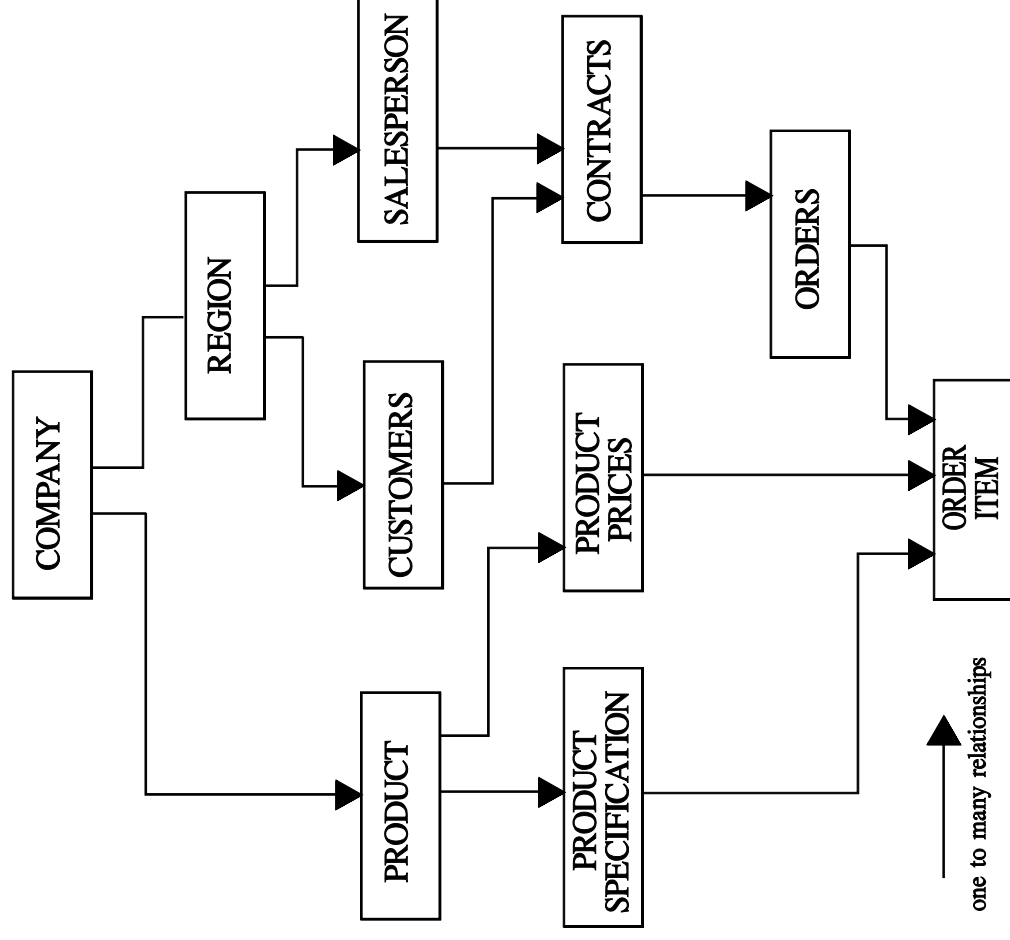 COMPANY
REGION
SALESPERSON
CUSTOMERS
PRODUCT
CONTRACTS
PRODUCT
PRICES
PRODUCT
SPECIFICATION
ORDERS
ORDER
ITEM
one to many relationships